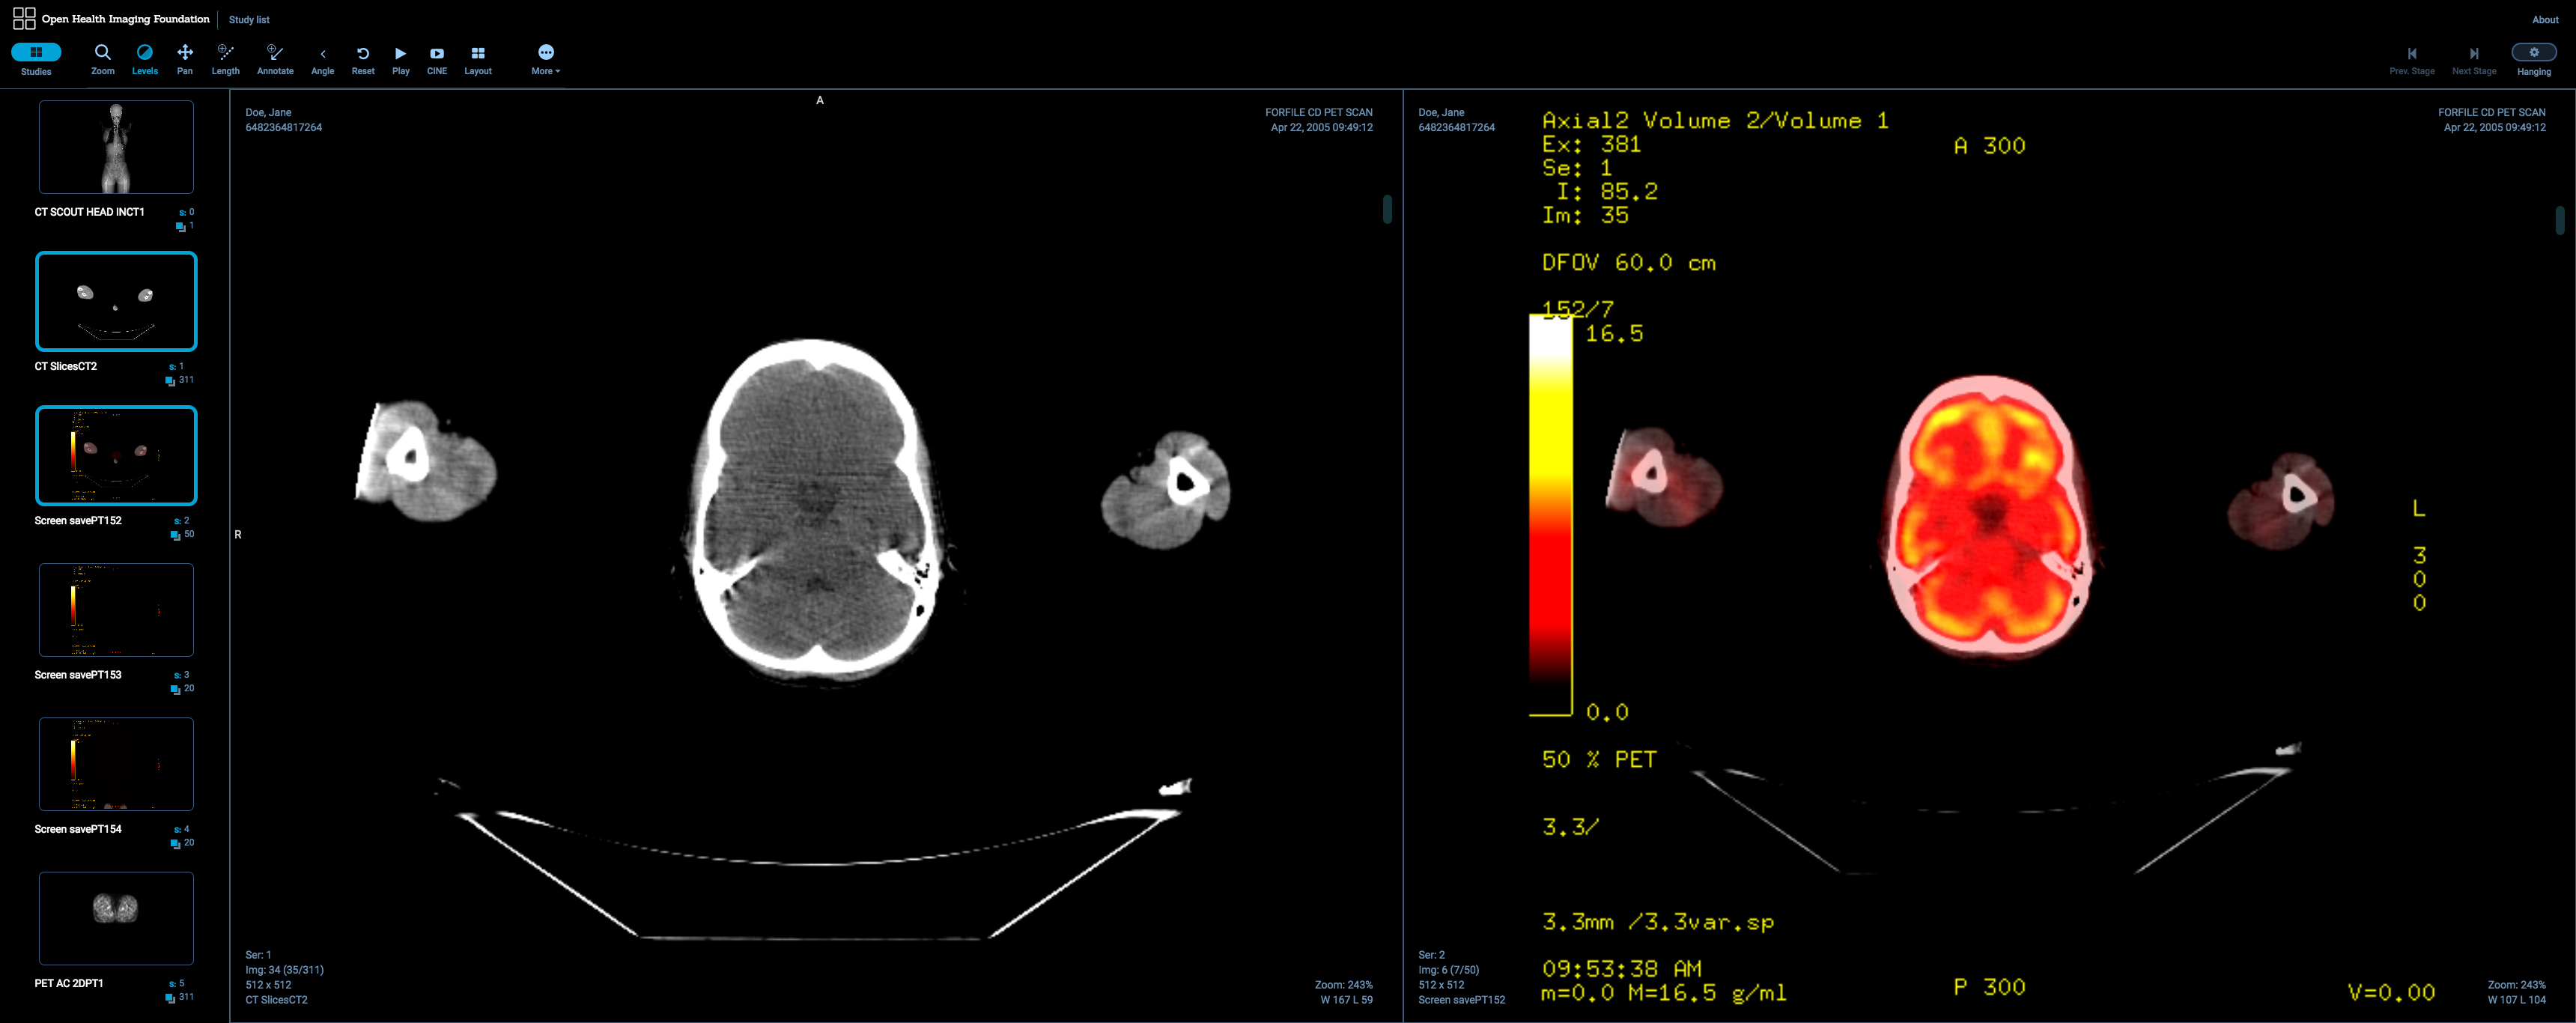 Open Health Imaging Foundation
Study list
About
Studies
Zoom
Levels
Pan
Length
Annotate
Angle
Reset
Play
CINE
Layout
More
Prev. Stage
Next Stage
Hanging
CT SCOUT HEAD INCT1
S: 0
1
CT SlicesCT2
S: 1
311
Screen savePT152
S: 2
50
Screen savePT153
S: 3
20
Screen savePT154
S: 4
20
PET AC 2DPT1
S: 5
311
Doe, Jane
6482364817264
A
FORFILE CD PET SCAN
Apr 22, 2005 09:49:12
R
Ser: 1
Img: 34 (35/311)
512 x 512
CT SlicesCT2
Zoom: 243%
W 167 L 59
Doe, Jane
6482364817264
FORFILE CD PET SCAN
Apr 22, 2005 09:49:12
Axial2 Volume 2/Volume 1
Ex: 381
Se: 1
I: 85.2
Im: 35
A 300
DFOV 60.0 cm
152/7
16.5
L
3
0
0
0.0
50 % PET
3.3/
3.3mm /3.3var.sp
09:53:38 AM
m=0.0 M=16.5 g/ml
P 300
V=0.00
Ser: 2
Img: 6 (7/50)
512 x 512
Screen savePT152
Zoom: 243%
W 107 L 104